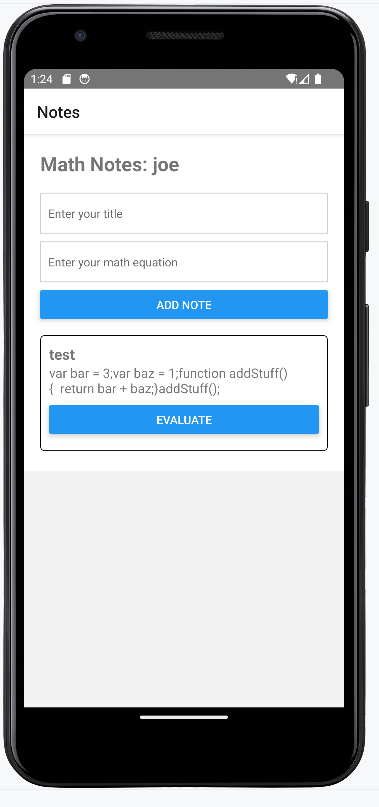 1:24
Notes
Math Notes: joe
Enter your title
Enter your math equation
ADD NOTE
test
var bar = 3;var baz = 1;function addStuff()
{  return bar + baz;}addStuff();
EVALUATE